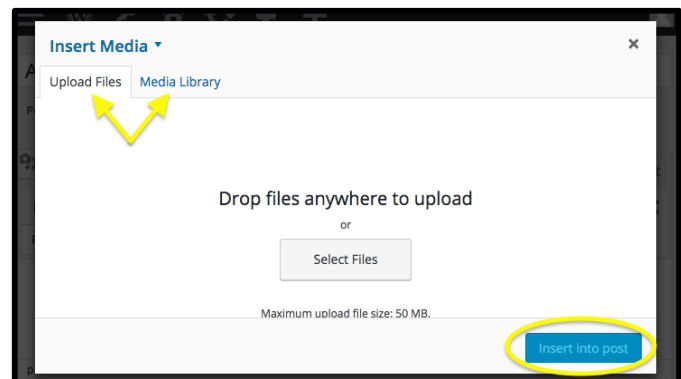 Insert Media
Upload Files Media Library
Drop files anywhere to upload
or
Select Files
Maximum upload file size: 50 MB.
Insert into post